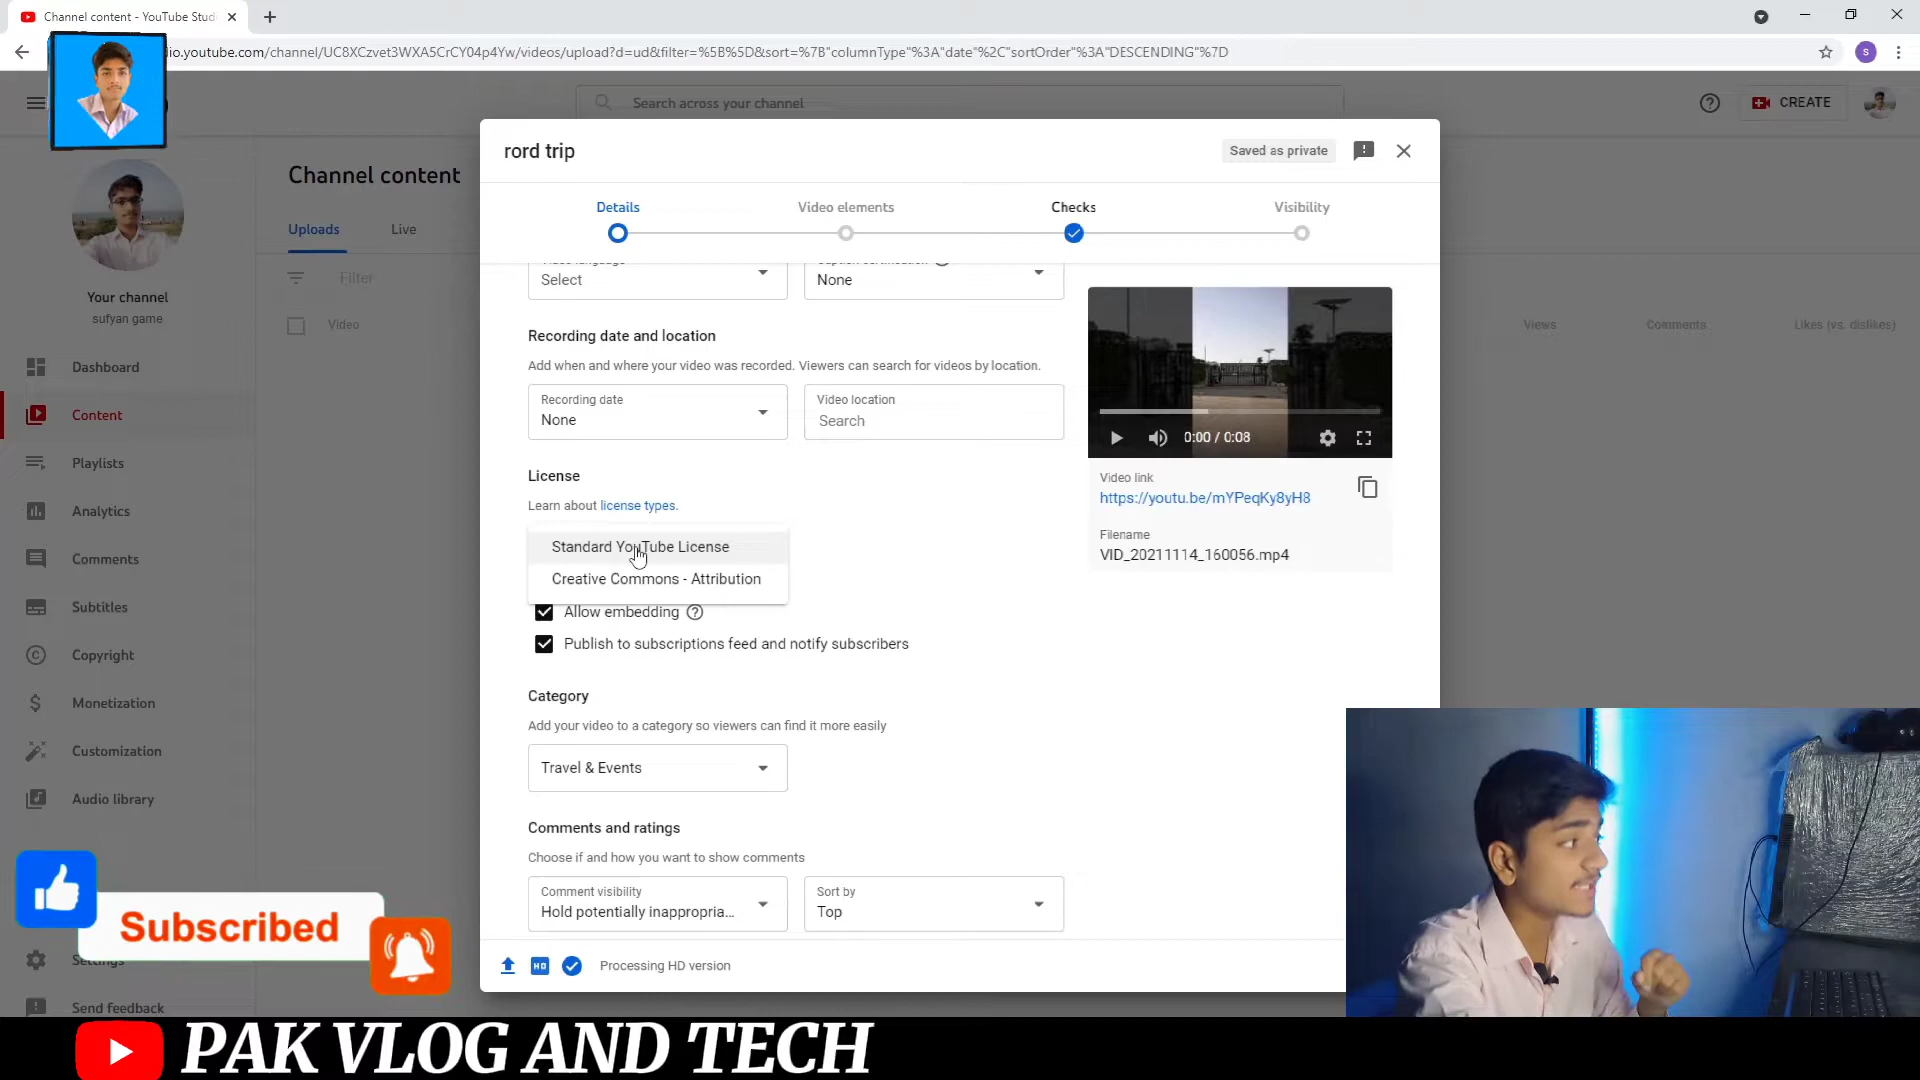 Channel content - YouTube Stud
io.youtube.com/channel/UC8XCzvet3WXA5CrCY04p4Yw/videos/upload?d=ud&filter=%5B%5D&sort=%7B"columnType"%3A"date"%2C"sortOrder"%3A"DESCENDING"%7D
S
Search across your channel
CREATE
Your channel
sufyan game
Dashboard
Content
Playlists
Analytics
Comments
Subtitles
Copyright
Monetization
Customization
Audio library
Settings
Send feedback
Channel content
Uploads
Live
Filter
Video
Views
Comments
Likes (vs. dislikes)
rord trip
Saved as private
Details
Video elements
Checks
Visibility
Video language
Select
Caption certification
None
Recording date and location
Add when and where your video was recorded. Viewers can search for videos by location.
Recording date
None
Video location
Search
License
Learn about license types.
Standard YouTube License
Creative Commons - Attribution
Allow embedding
Publish to subscriptions feed and notify subscribers
Category
Add your video to a category so viewers can find it more easily
Travel & Events
Comments and ratings
Choose if and how you want to show comments
Comment visibility
Hold potentially inappropria...
Sort by
Top
0:00 / 0:08
Video link
https://youtu.be/mYPeqKy8yH8
Filename
VID_20211114_160056.mp4
HD
Processing HD version
Subscribed
PAK VLOG AND TECH